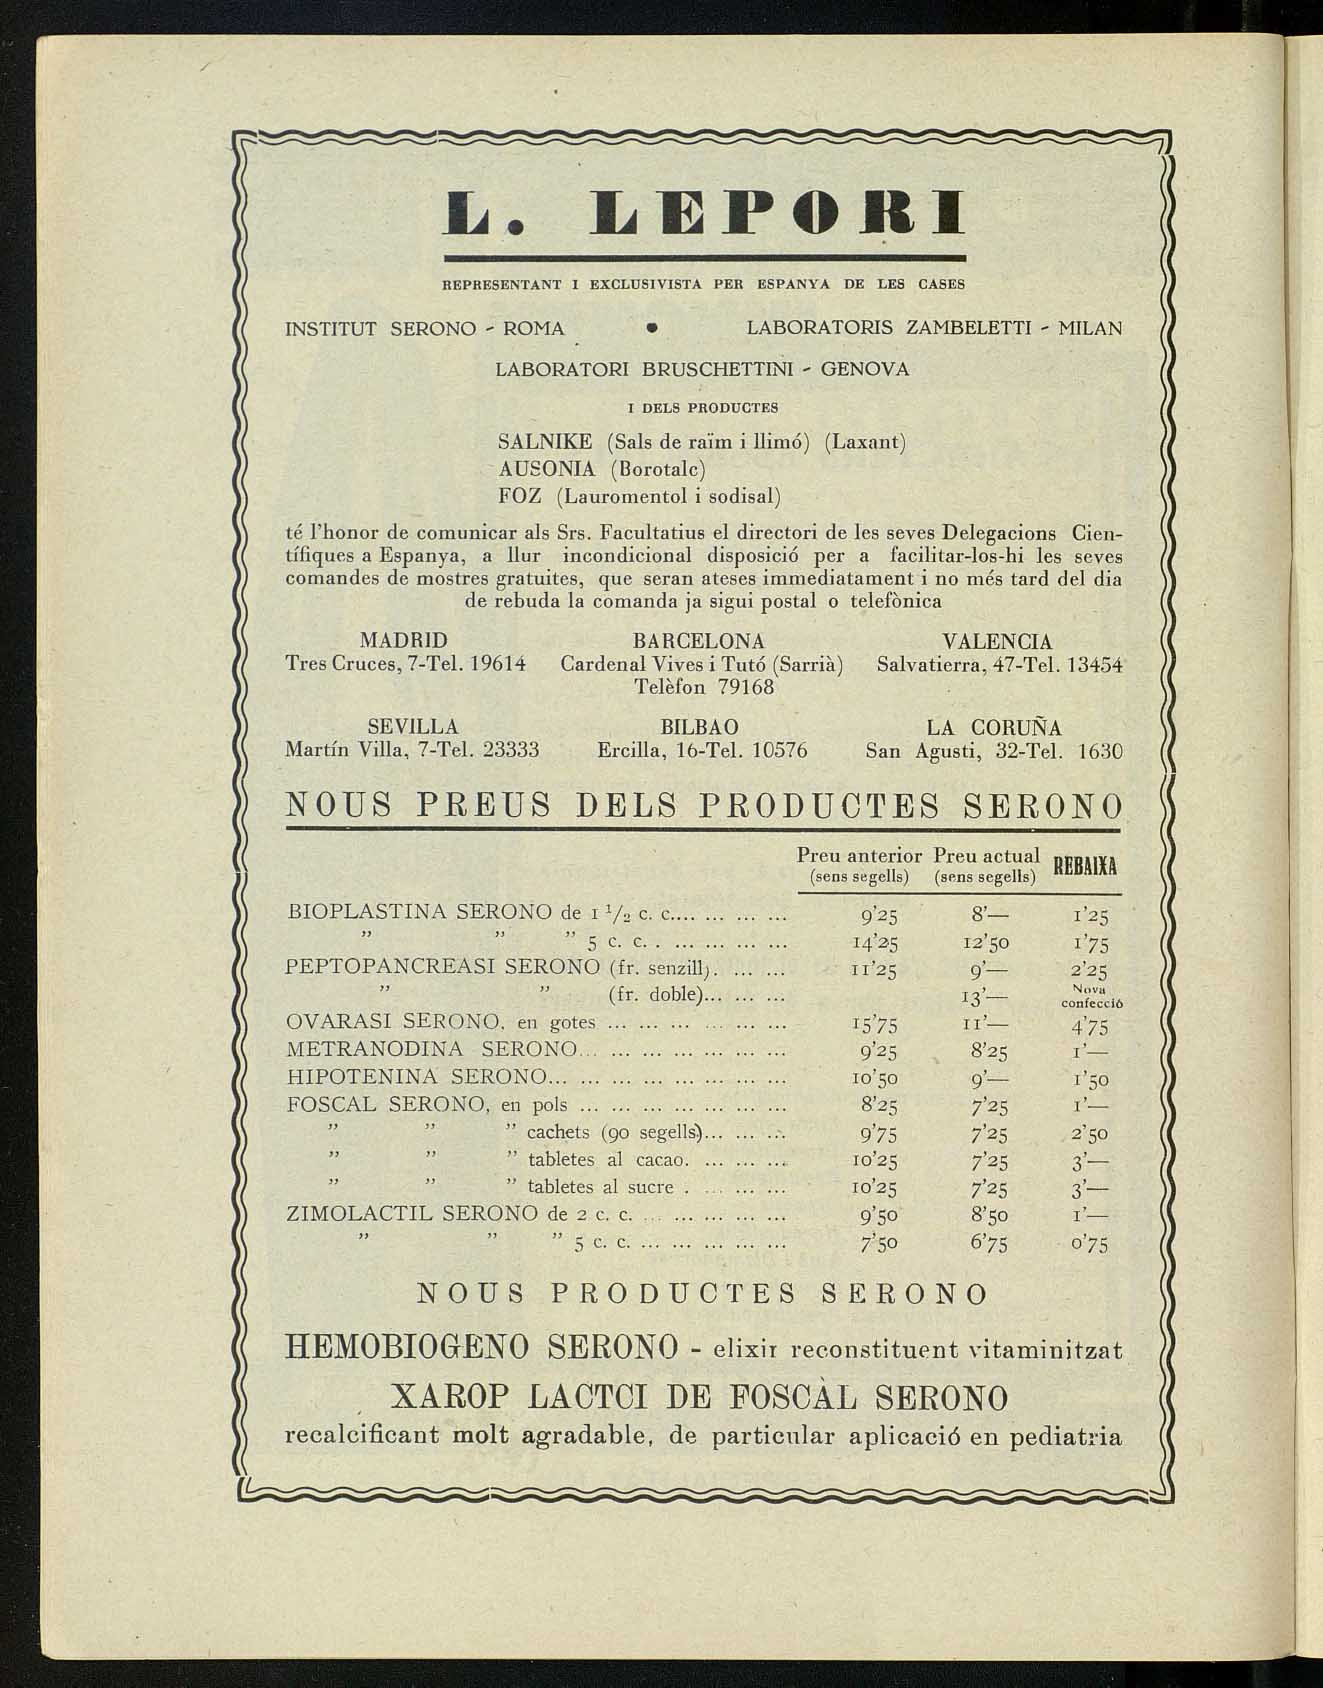 L. LEPORI
REPRESENTANT I EXCLUSIVISTA PER ESPANYA DE LES CASES
INSTITUT SERONO - ROMA • LABORATORIS ZAMBELETTI - MILAN
LABORATORI BRUSCHETTINI - GENOVA
I DELS PRODUCTES
SALNIKE (Sals de raïm i llimó) (Laxant)
AUSONIA (Borotalc)
FOZ (Lauromentol i sodisal)
té l'honor de comunicar als Srs. Facultatius el directori de les seves Delegacions Cien-
tífiques a Espanya, a llur incondicional disposició per a facilitar-los-hi les seves
comandes de mostres gratuites, que seran ateses immediatament i no més tard del dia
de rebuda la comanda ja sigui postal o telefònica
MADRID BARCELONA VALENCIA
Tres Cruces, 7-Tel. 19614 Cardenal Vives i Tutó (Sarrià) Salvatierra, 47-Tel. 13454
Telèfon 79168
SEVILLA BILBAO LA CORUÑA
Martín Villa, 7-Tel. 23333 Ercilla, 16-Tel. 10576 San Agusti, 32-Tel. 1630
NOUS PREUS DELS PRODUCTES SERONO
Preu anterior Preu actual REBAIXA
(sens segells) (sens segells)
BIOPLASTINA SERONO de 1 1/2 c. c.... ... ... ... 9'25 8'— 1'25
" " " 5 c. c. . ... ... ... ... 14'25 12'50 1'75
PEPTOPANCREASI SERONO (fr. senzill). ... ... 11'25 9'— 2'25
" " (fr. doble)... ... ... 13'— Nova confecció
OVARASI SERONO, en gotes ... ... ... ... ... ... 15'75 11'— 4'75
METRANODINA SERONO... ... ... ... ... ... ... 9'25 8'25 1'—
HIPOTENINA SERONO... ... ... ... ... ... ... ... 10'50 9'— 1'50
FOSCAL SERONO, en pols ... ... ... ... ... ... ... 8'25 7'25 1'—
" " " cachets (90 segells)... ... ... 9'75 7'25 2'50
" " " tabletes al cacao. ... ... ... 10'25 7'25 3'—
" " " tabletes al sucre . ... ... ... 10'25 7'25 3'—
ZIMOLACTIL SERONO de 2 c. c. ... ... ... ... ... 9'50 8'50 1'—
" " " 5 c. c. ... ... ... ... ... 7'50 6'75 0'75
NOUS PRODUCTES SERONO
HEMOBIOGENO SERONO - elixir reconstituent vitaminitzat
XAROP LACTCI DE FOSCÀL SERONO
recalcificant molt agradable, de particular aplicació en pediatria